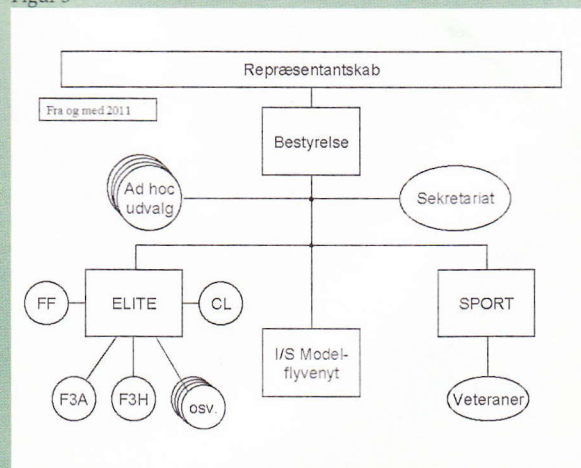 Figur 3
Repræsentantskab
Fra og med 2011
Bestyrelse
Ad hoc
udvalg
Sekretariat
FF
ELITE
CL
SPORT
I/S Model-
flyvenyt
F3A
F3H
osv.
Veteraner